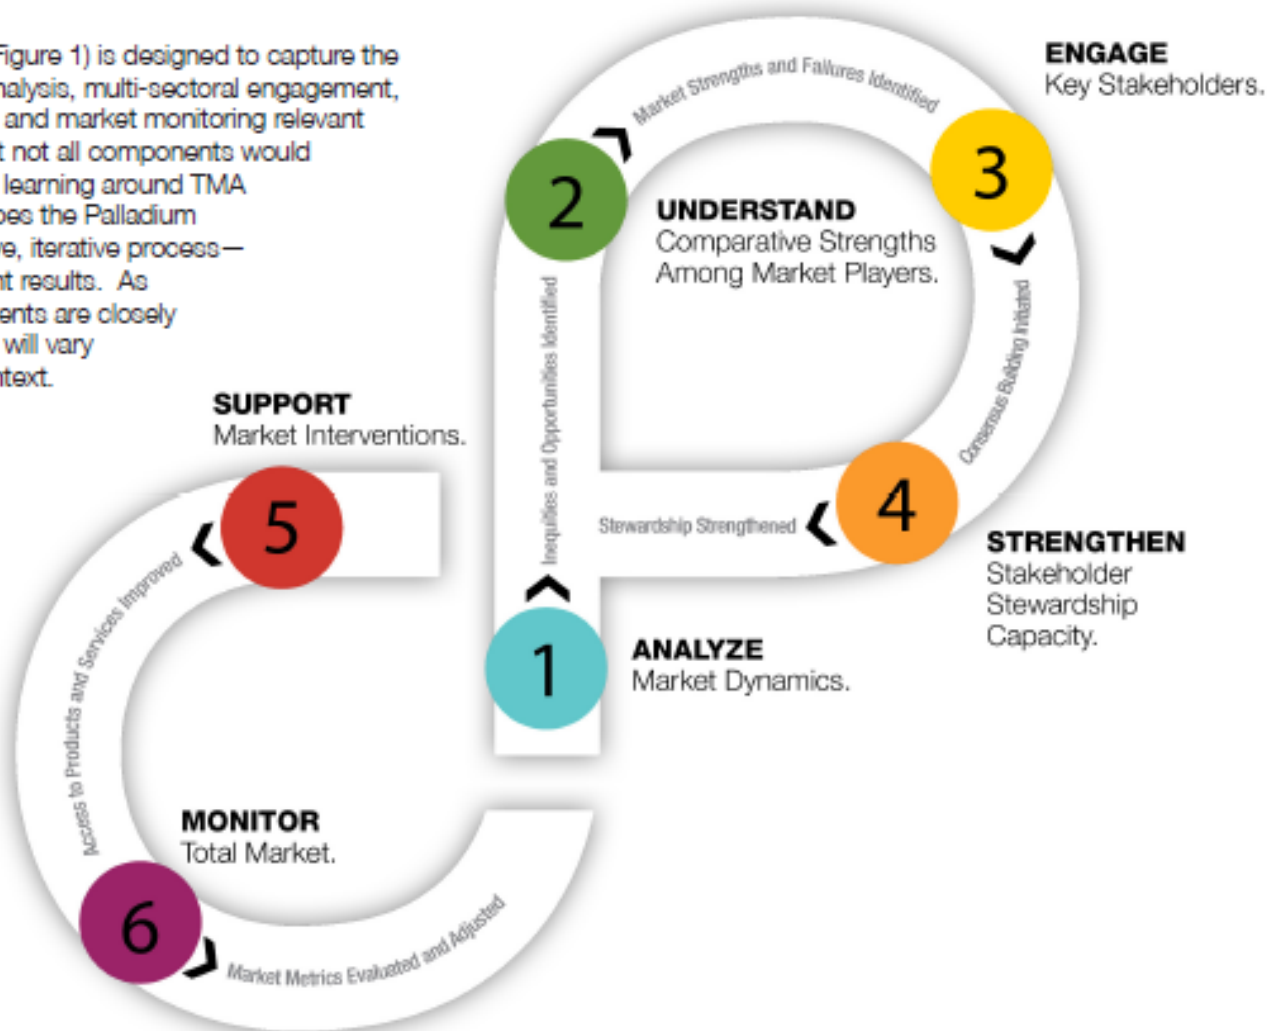 Figure 1) is designed to capture the
nalysis, multi-sectoral engagement,
and market monitoring relevant
t not all components would
learning around TMA
bes the Palladium
ve, iterative process—
nt results. As
ents are closely
will vary
ntext.
ENGAGE
Key Stakeholders.
Market Strengths and Failures Identified
3
2
UNDERSTAND
Comparative Strengths
Among Market Players.
Consensus Building Initiated
Inequities and Opportunities Identified
SUPPORT
Market Interventions.
5
4
Stewardship Strengthened
STRENGTHEN
Stakeholder
Stewardship
Capacity.
1
ANALYZE
Market Dynamics.
Access to Products and Services Improved
MONITOR
Total Market.
6
Market Metrics Evaluated and Adjusted